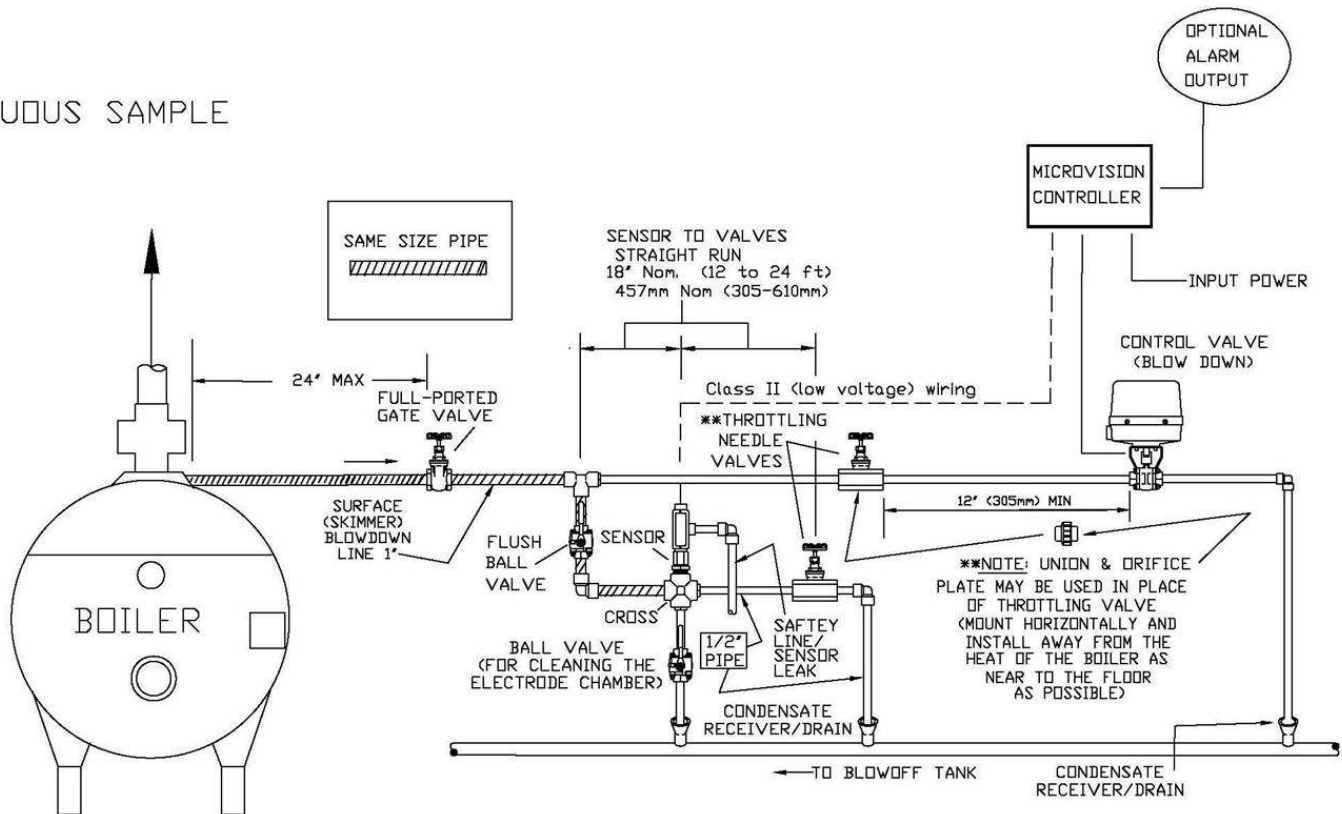 UOUS SAMPLE
OPTIONAL
ALARM
OUTPUT
MICROVISION
CONTROLLER
INPUT POWER
SAME SIZE PIPE
SENSOR TO VALVES
STRAIGHT RUN
18" Nom. (12 to 24 ft)
457mm Nom (305-610mm)
CONTROL VALVE
(BLOW DOWN)
24" MAX
FULL-PORTED
GATE VALVE
Class II (low voltage) wiring
**THROTTLING
NEEDLE
VALVES
12" (305mm) MIN
SURFACE
(SKIMMER)
BLOWDOWN
LINE 1"
FLUSH
BALL
VALVE
SENSOR
CROSS
**NOTE: UNION & ORIFICE
PLATE MAY BE USED IN PLACE
OF THROTTLING VALVE
(MOUNT HORIZONTALLY AND
INSTALL AWAY FROM THE
HEAT OF THE BOILER AS
NEAR TO THE FLOOR
AS POSSIBLE)
BOILER
BALL VALVE
(FOR CLEANING THE
ELECTRODE CHAMBER)
1/2"
PIPE
SAFTEY
LINE/
SENSOR
LEAK
CONDENSATE
RECEIVER/DRAIN
TO BLOWOFF TANK
CONDENSATE
RECEIVER/DRAIN